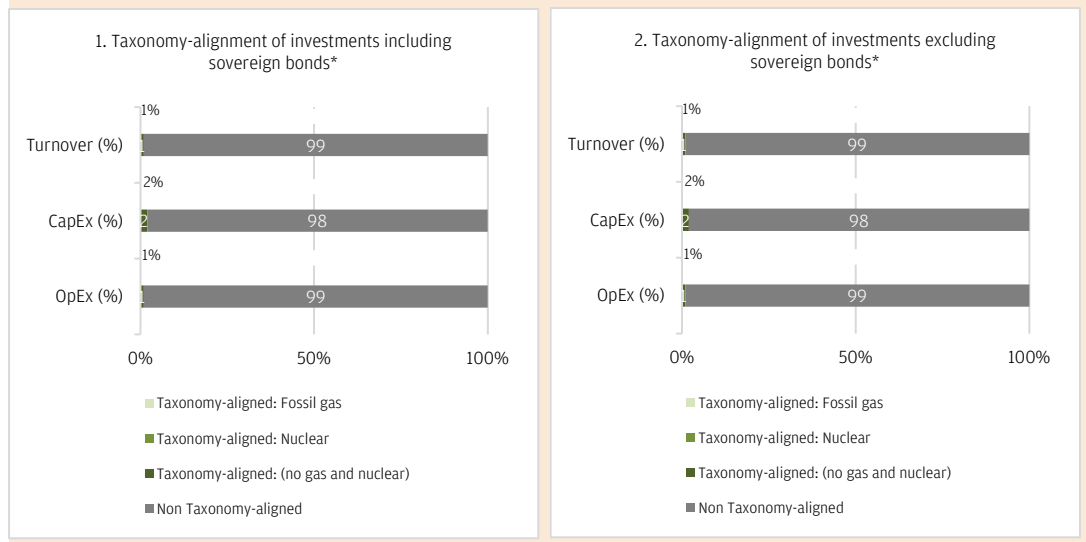 1. Taxonomy-alignment of investments including
sovereign bonds*
1%
Turnover (%)
1
99
2%
CapEx (%)
2
98
1%
OpEx (%)
1
99
0%
50%
100%
Taxonomy-aligned: Fossil gas
Taxonomy-aligned: Nuclear
Taxonomy-aligned: (no gas and nuclear)
Non Taxonomy-aligned
2. Taxonomy-alignment of investments excluding
sovereign bonds*
1%
Turnover (%)
1
99
2%
CapEx (%)
2
98
1%
OpEx (%)
1
99
0%
50%
100%
Taxonomy-aligned: Fossil gas
Taxonomy-aligned: Nuclear
Taxonomy-aligned: (no gas and nuclear)
Non Taxonomy-aligned